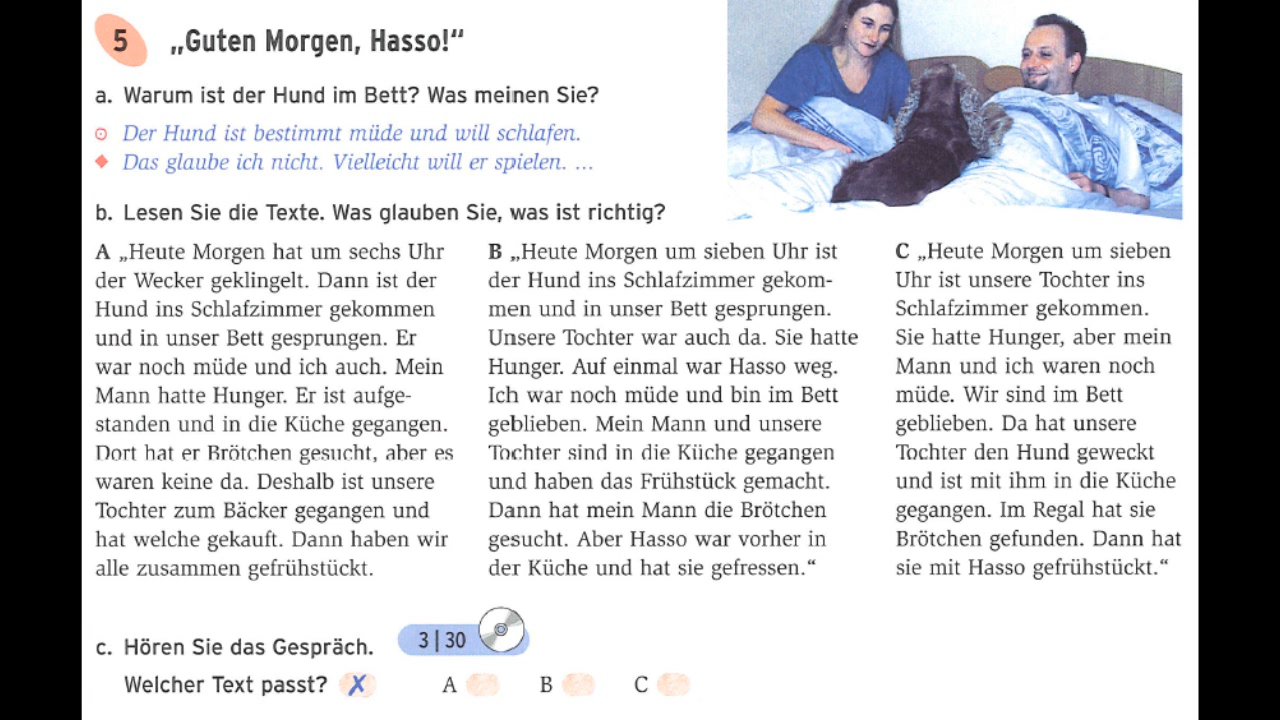 5 „Guten Morgen, Hasso!“
a. Warum ist der Hund im Bett? Was meinen Sie?
Der Hund ist bestimmt müde und will schlafen.
Das glaube ich nicht. Vielleicht will er spielen. ...
b. Lesen Sie die Texte. Was glauben Sie, was ist richtig?
A „Heute Morgen hat um sechs Uhr
der Wecker geklingelt. Dann ist der
Hund ins Schlafzimmer gekommen
und in unser Bett gesprungen. Er
war noch müde und ich auch. Mein
Mann hatte Hunger. Er ist aufge-
standen und in die Küche gegangen.
Dort hat er Brötchen gesucht, aber es
waren keine da. Deshalb ist unsere
Tochter zum Bäcker gegangen und
hat welche gekauft. Dann haben wir
alle zusammen gefrühstückt.
B „Heute Morgen um sieben Uhr ist
der Hund ins Schlafzimmer gekom-
men und in unser Bett gesprungen.
Unsere Tochter war auch da. Sie hatte
Hunger. Auf einmal war Hasso weg.
Ich war noch müde und bin im Bett
geblieben. Mein Mann und unsere
Tochter sind in die Küche gegangen
und haben das Frühstück gemacht.
Dann hat mein Mann die Brötchen
gesucht. Aber Hasso war vorher in
der Küche und hat sie gefressen.“
C „Heute Morgen um sieben
Uhr ist unsere Tochter ins
Schlafzimmer gekommen.
Sie hatte Hunger, aber mein
Mann und ich waren noch
müde. Wir sind im Bett
geblieben. Da hat unsere
Tochter den Hund geweckt
und ist mit ihm in die Küche
gegangen. Im Regal hat sie
Brötchen gefunden. Dann hat
sie mit Hasso gefrühstückt.“
c. Hören Sie das Gespräch. 3|30
Welcher Text passt? X A B C